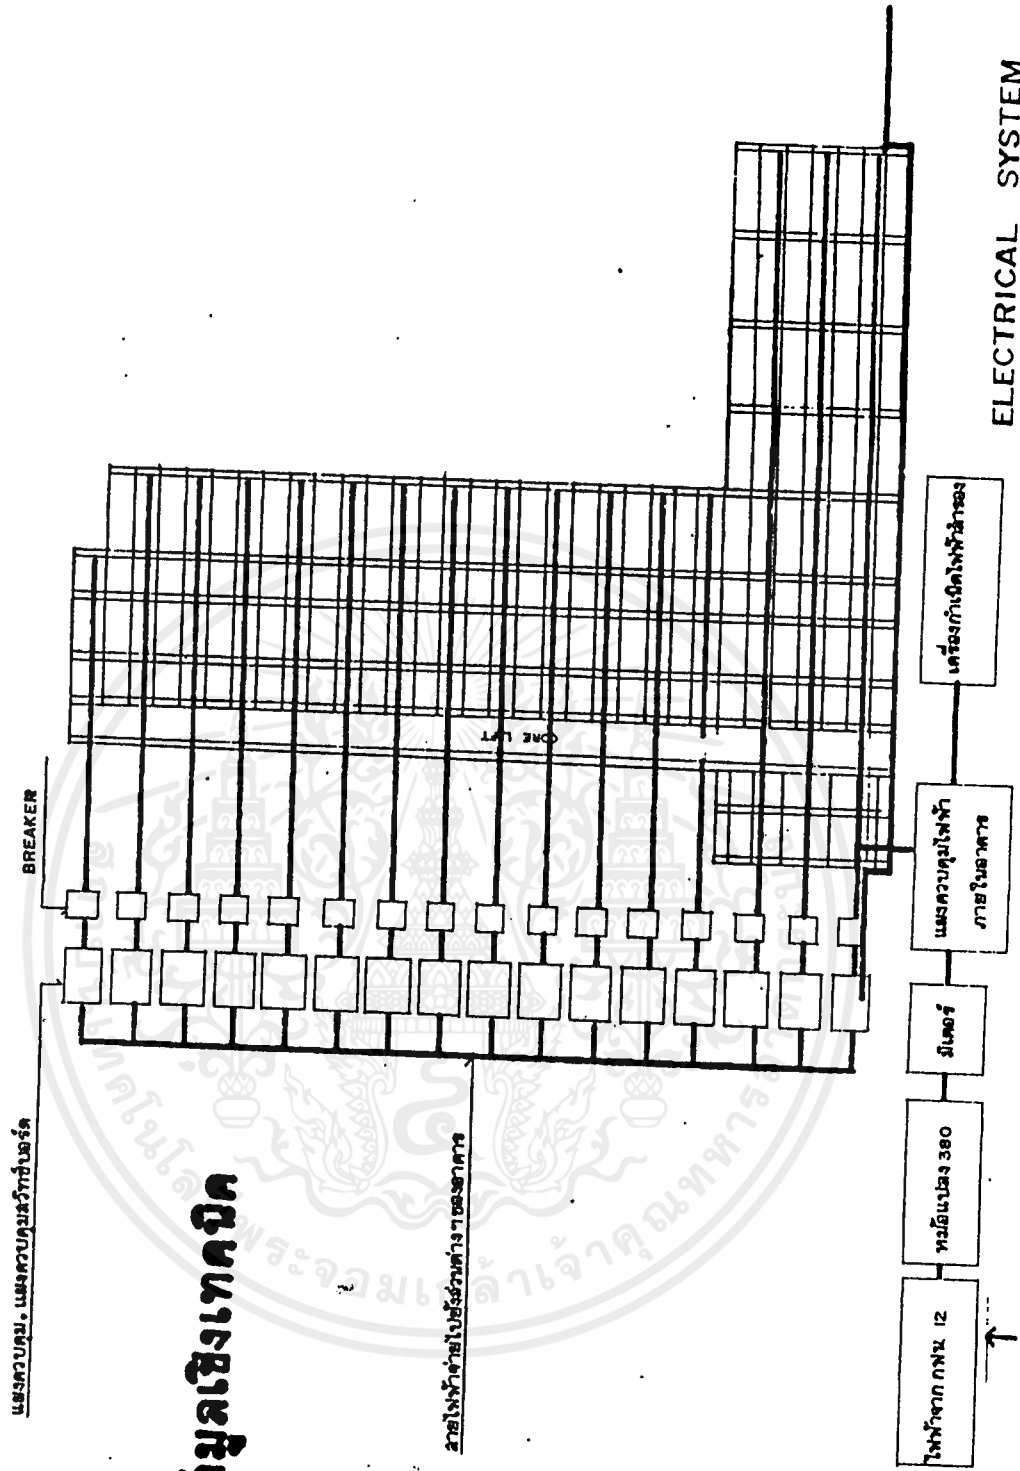 แผงควบคุม, แผงควบคุมสวิทช์บอร์ด
BREAKER
CORE LIFT
สายไฟฟ้าจ่ายไปยังส่วนต่างๆของอาคาร
ไฟฟ้าจาก กฟน 12
หม้อแปลง 380
มิเตอร์
แผงควบคุมไฟฟ้า
ภายในอาคาร
เครื่องกำเนิดไฟฟ้าสำรอง
ELECTRICAL SYSTEM
มูลเชิงเทคนิค